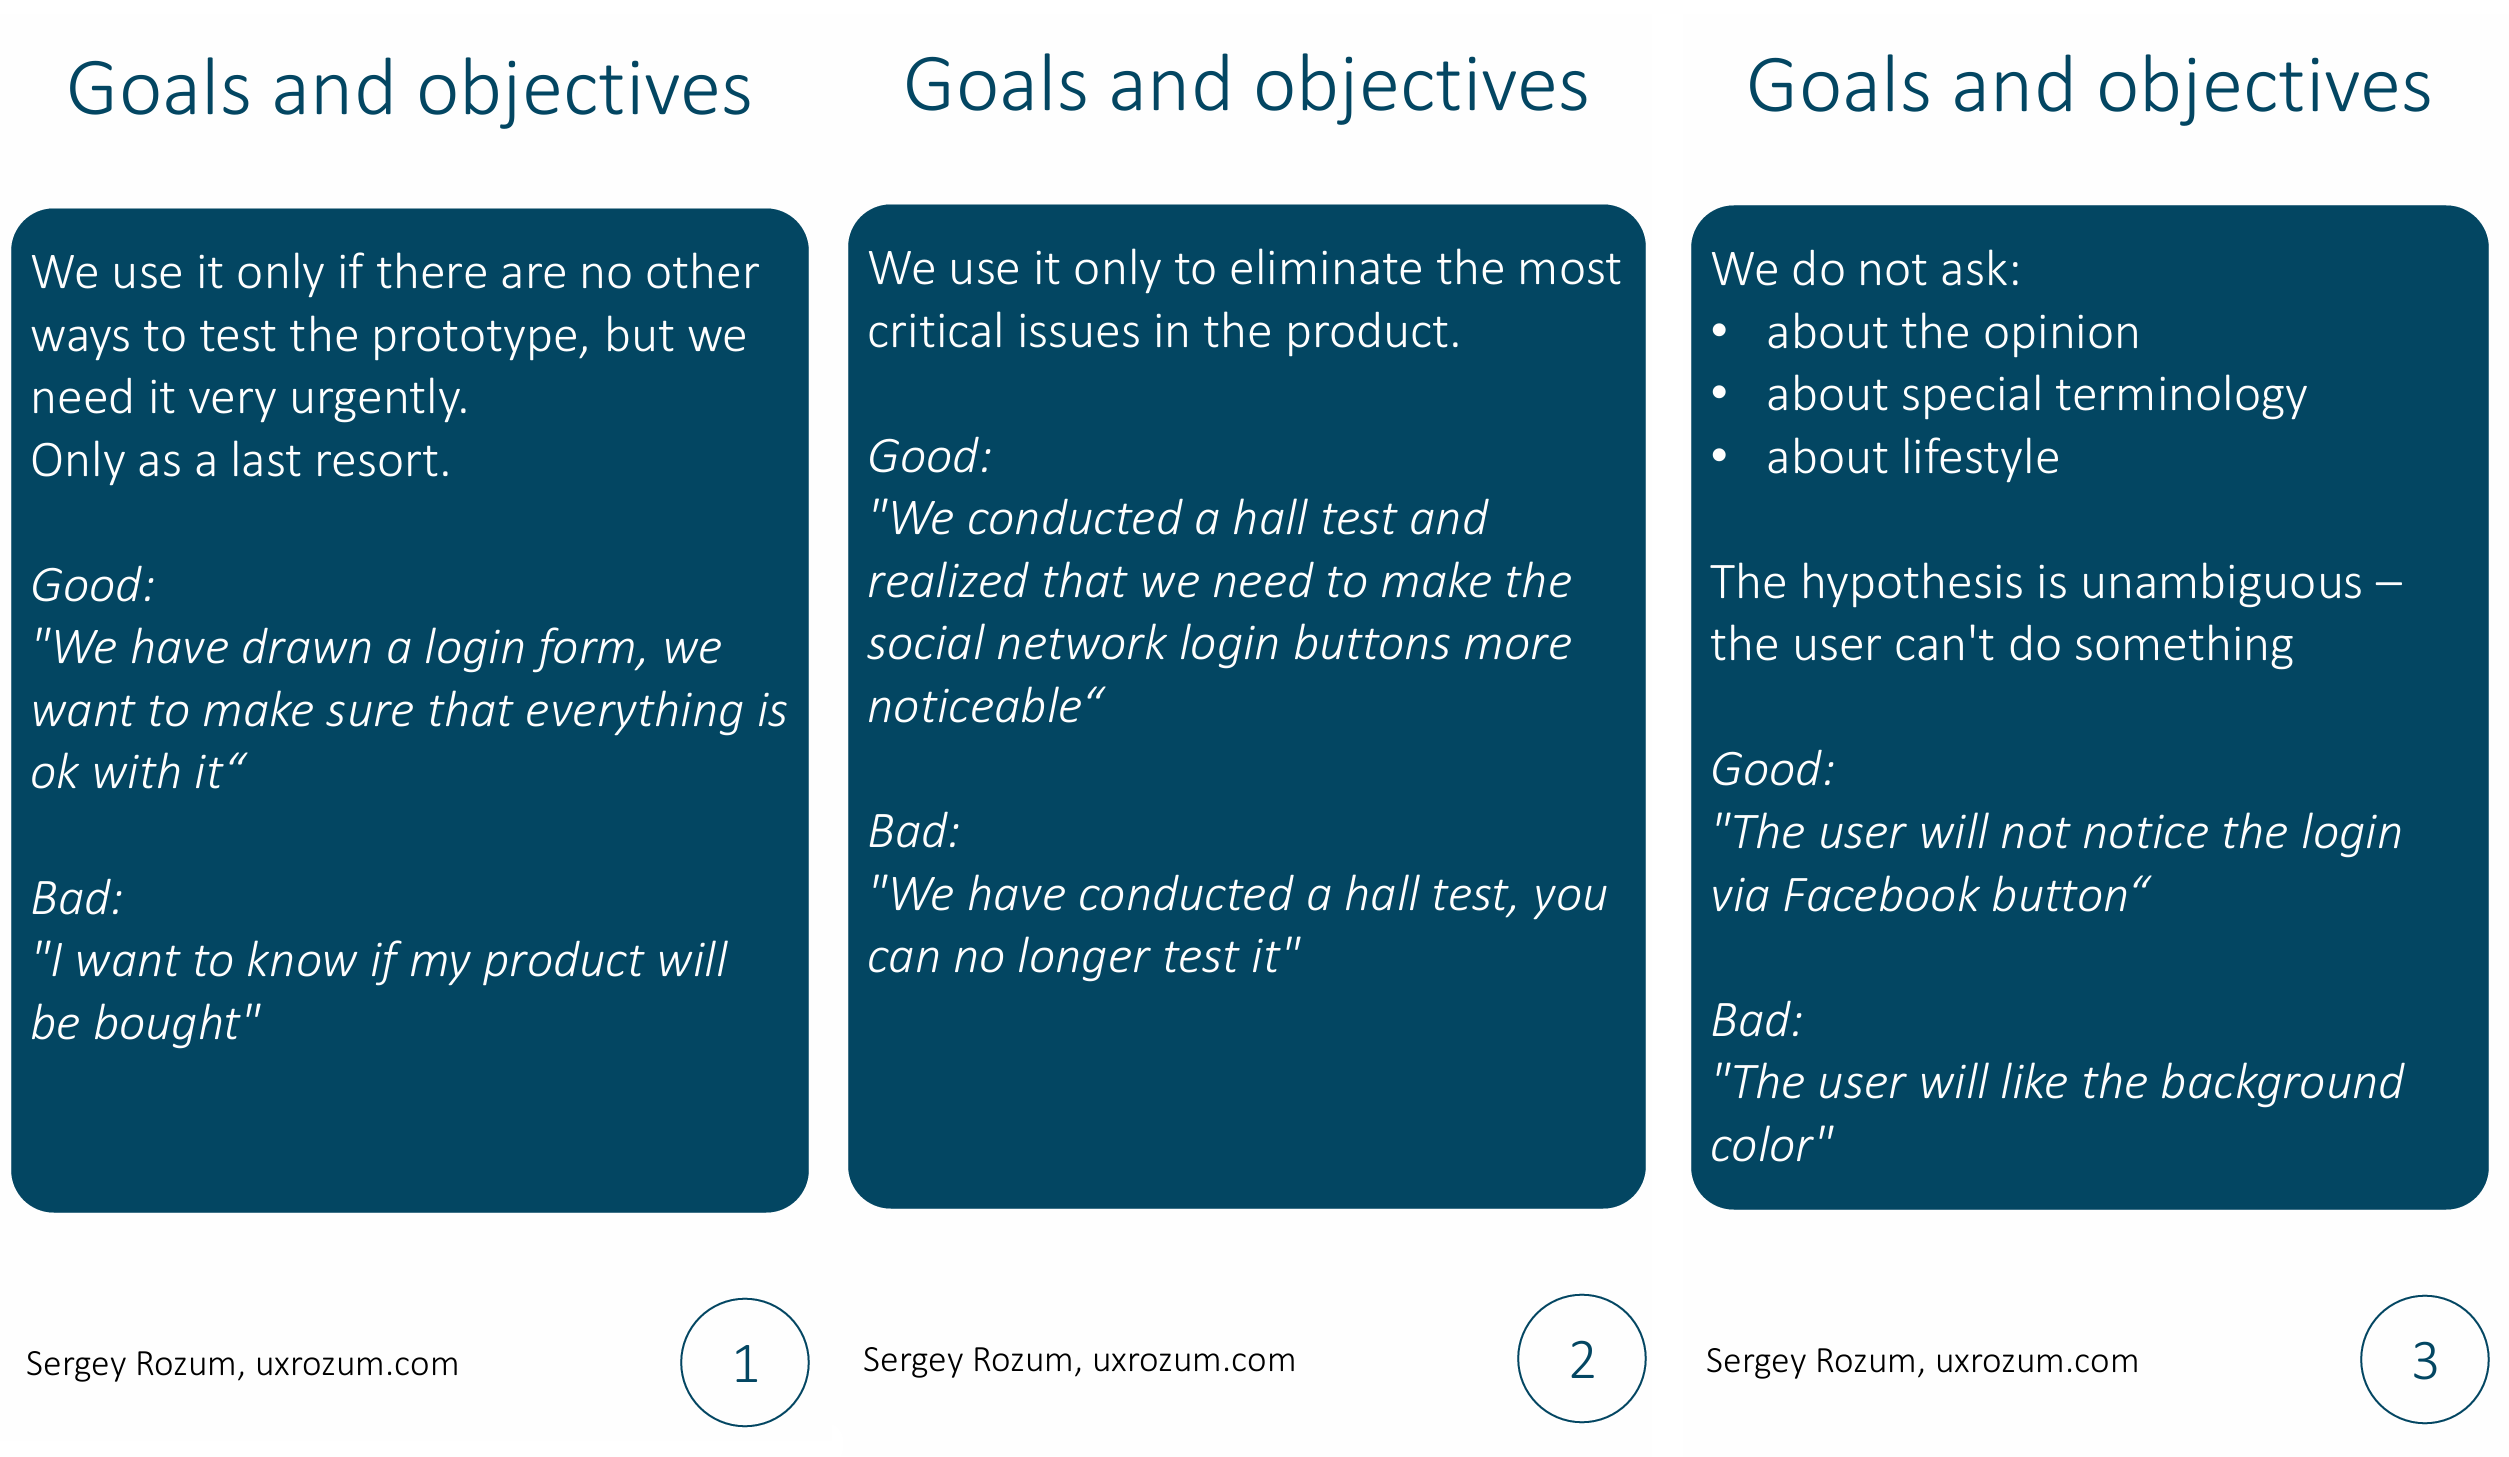 Goals and objectives
We use it only if there are no other
ways to test the prototype, but we
need it very urgently.
Only as a last resort.
Good:
"We have drawn a login form, we
want to make sure that everything is
ok with it“
Bad:
"I want to know if my product will
be bought"
Sergey Rozum, uxrozum.com
1
Goals and objectives
We use it only to eliminate the most
critical issues in the product.
Good:
"We conducted a hall test and
realized that we need to make the
social network login buttons more
noticeable“
Bad:
"We have conducted a hall test, you
can no longer test it"
Sergey Rozum, uxrozum.com
2
Goals and objectives
We do not ask:
• about the opinion
• about special terminology
• about lifestyle
The hypothesis is unambiguous –
the user can't do something
Good:
"The user will not notice the login
via Facebook button“
Bad:
"The user will like the background
color"
Sergey Rozum, uxrozum.com
3